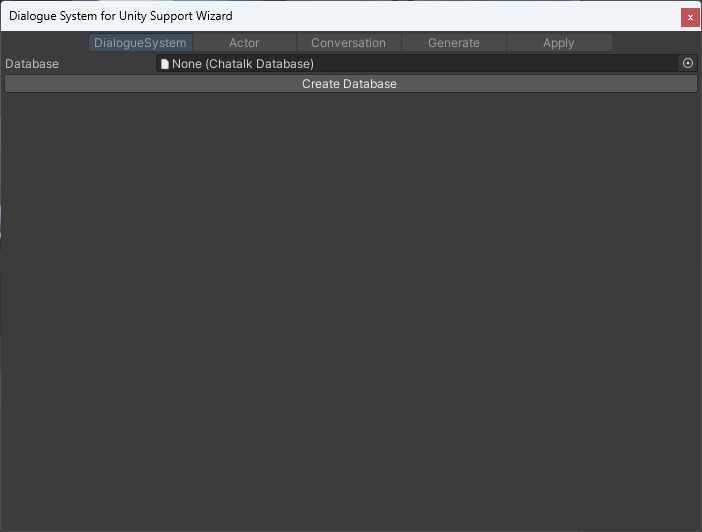 Dialogue System for Unity Support Wizard
x
DialogueSystem Actor Conversation Generate Apply
Database None (Chatalk Database)
Create Database